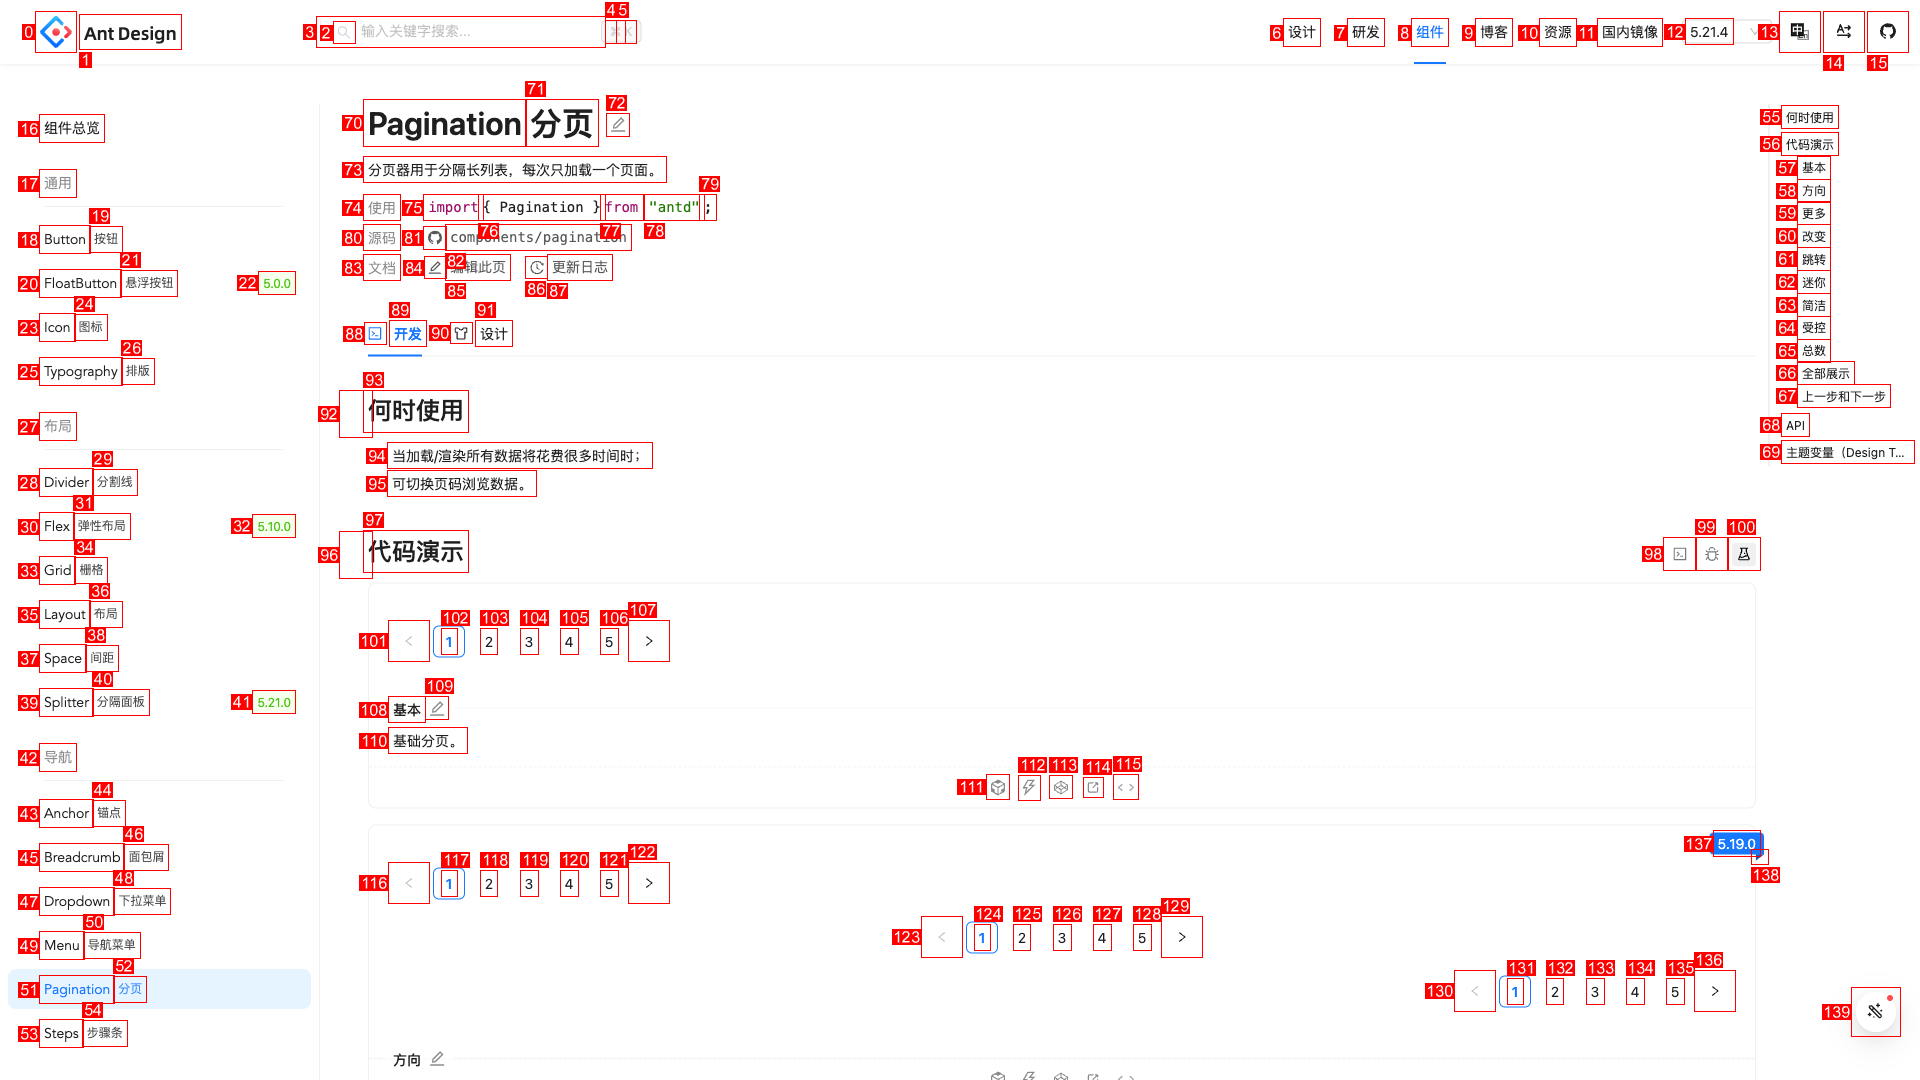 Ant Design
输入关键字搜索...
⌘ K
设计
研发
组件
博客
资源
国内镜像
5.21.4
组件总览
通用
Button 按钮
FloatButton 悬浮按钮 5.0.0
Icon 图标
Typography 排版
布局
Divider 分割线
Flex 弹性布局 5.10.0
Grid 栅格
Layout 布局
Space 间距
Splitter 分隔面板 5.21.0
导航
Anchor 锚点
Breadcrumb 面包屑
Dropdown 下拉菜单
Menu 导航菜单
Pagination 分页
Steps 步骤条
Pagination 分页
分页器用于分隔长列表，每次只加载一个页面。
使用 import { Pagination } from "antd";
源码 components/pagination
文档 编辑此页 更新日志
开发 设计
何时使用
当加载/渲染所有数据将花费很多时间时；
可切换页码浏览数据。
代码演示
< 1 2 3 4 5 >
基本
基础分页。
5.19.0
< 1 2 3 4 5 >
< 1 2 3 4 5 >
< 1 2 3 4 5 >
方向
何时使用
代码演示
基本
方向
更多
改变
跳转
迷你
简洁
受控
总数
全部展示
上一步和下一步
API
主题变量（Design T...
0
1
2
3
4
5
6
7
8
9
10
11
12
13
14
15
16
17
18
19
20
21
22
23
24
25
26
27
28
29
30
31
32
33
34
35
36
37
38
39
40
41
42
43
44
45
46
47
48
49
50
51
52
53
54
55
56
57
58
59
60
61
62
63
64
65
66
67
68
69
70
71
72
73
74
75
76
77
78
79
80
81
82
83
84
85
86
87
88
89
90
91
92
93
94
95
96
97
98
99
100
101
102
103
104
105
106
107
108
109
110
111
112
113
114
115
116
117
118
119
120
121
122
123
124
125
126
127
128
129
130
131
132
133
134
135
136
137
138
139